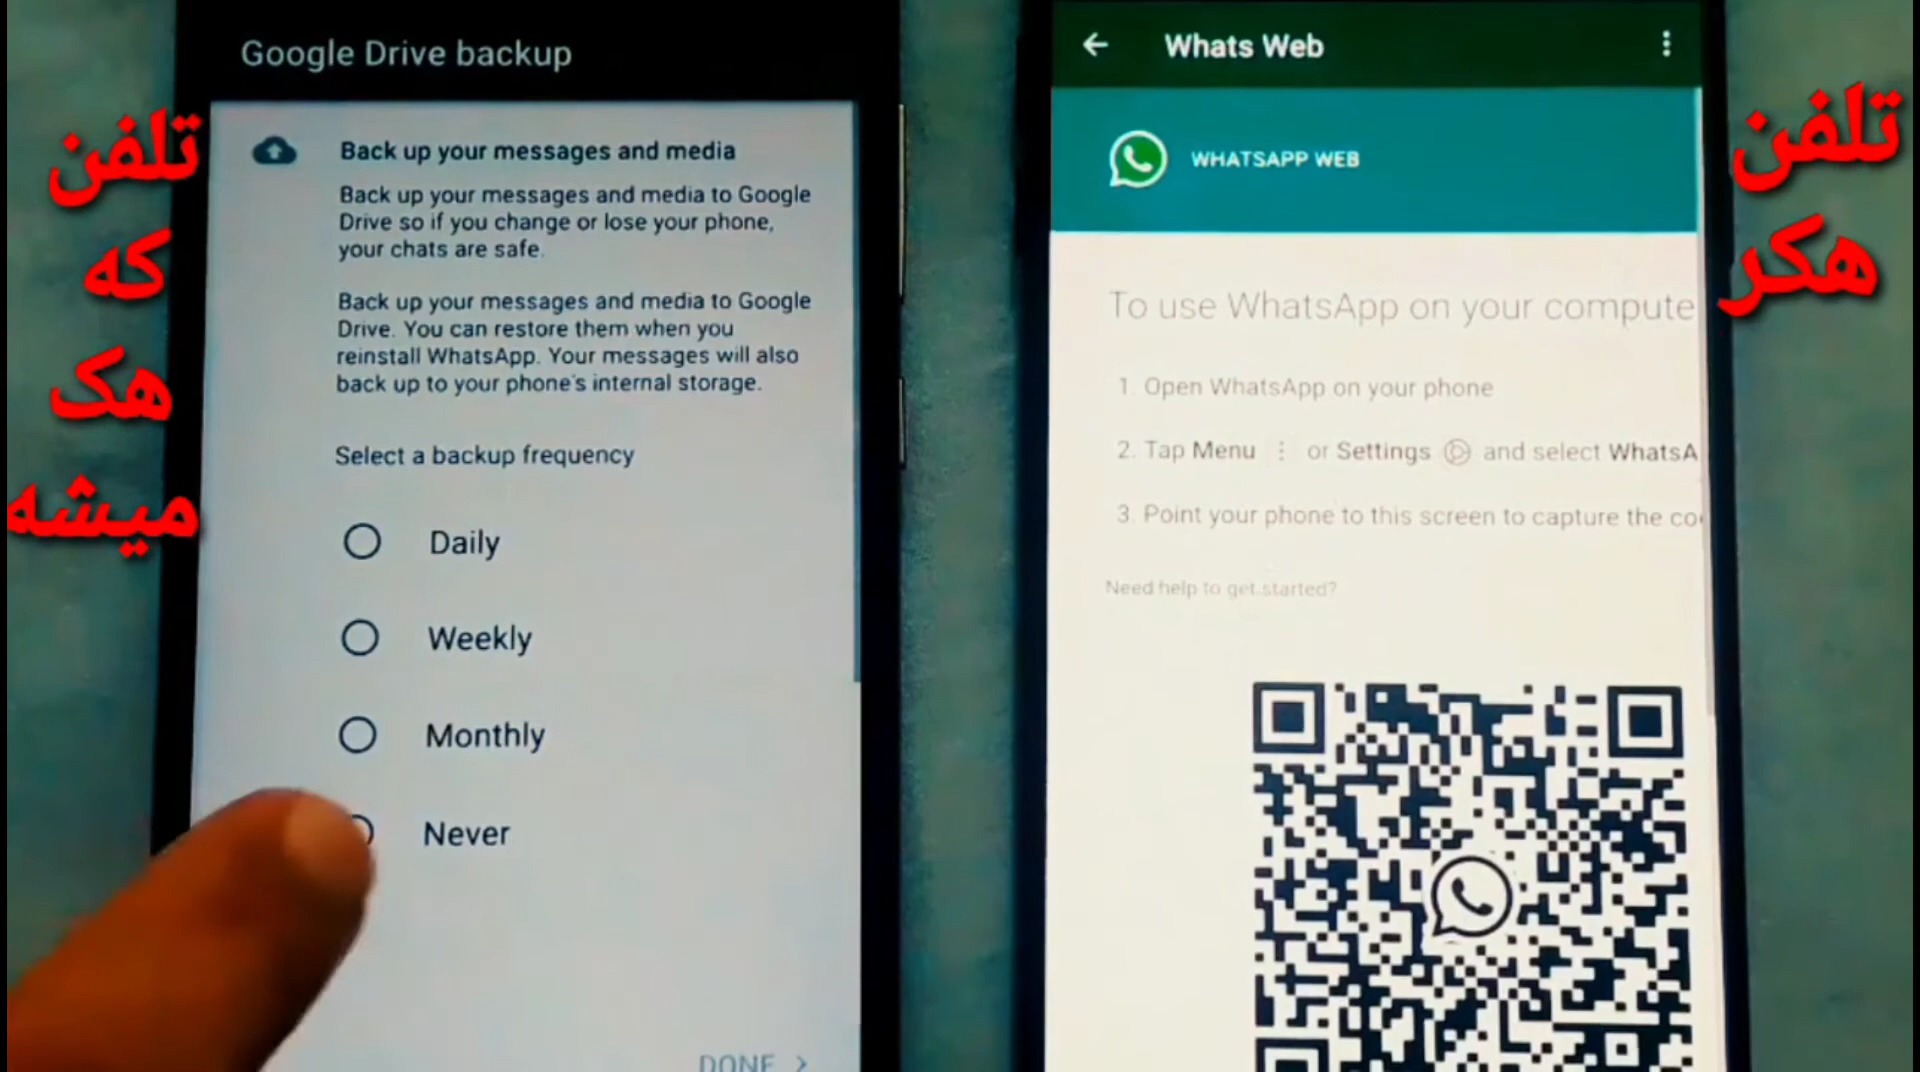 Google Drive backup
Back up your messages and media
Back up your messages and media to Google
Drive so if you change or lose your phone,
your chats are safe.
Back up your messages and media to Google
Drive. You can restore them when you
reinstall WhatsApp. Your messages will also
back up to your phone's internal storage.
Select a backup frequency
Daily
Weekly
Monthly
Never
DONE
تلفن
که
هک
میشه
Whats Web
WHATSAPP WEB
To use WhatsApp on your compute
1. Open WhatsApp on your phone
2. Tap Menu or Settings and select WhatsA
3. Point your phone to this screen to capture the co
Need help to get started?
تلفن
هکر